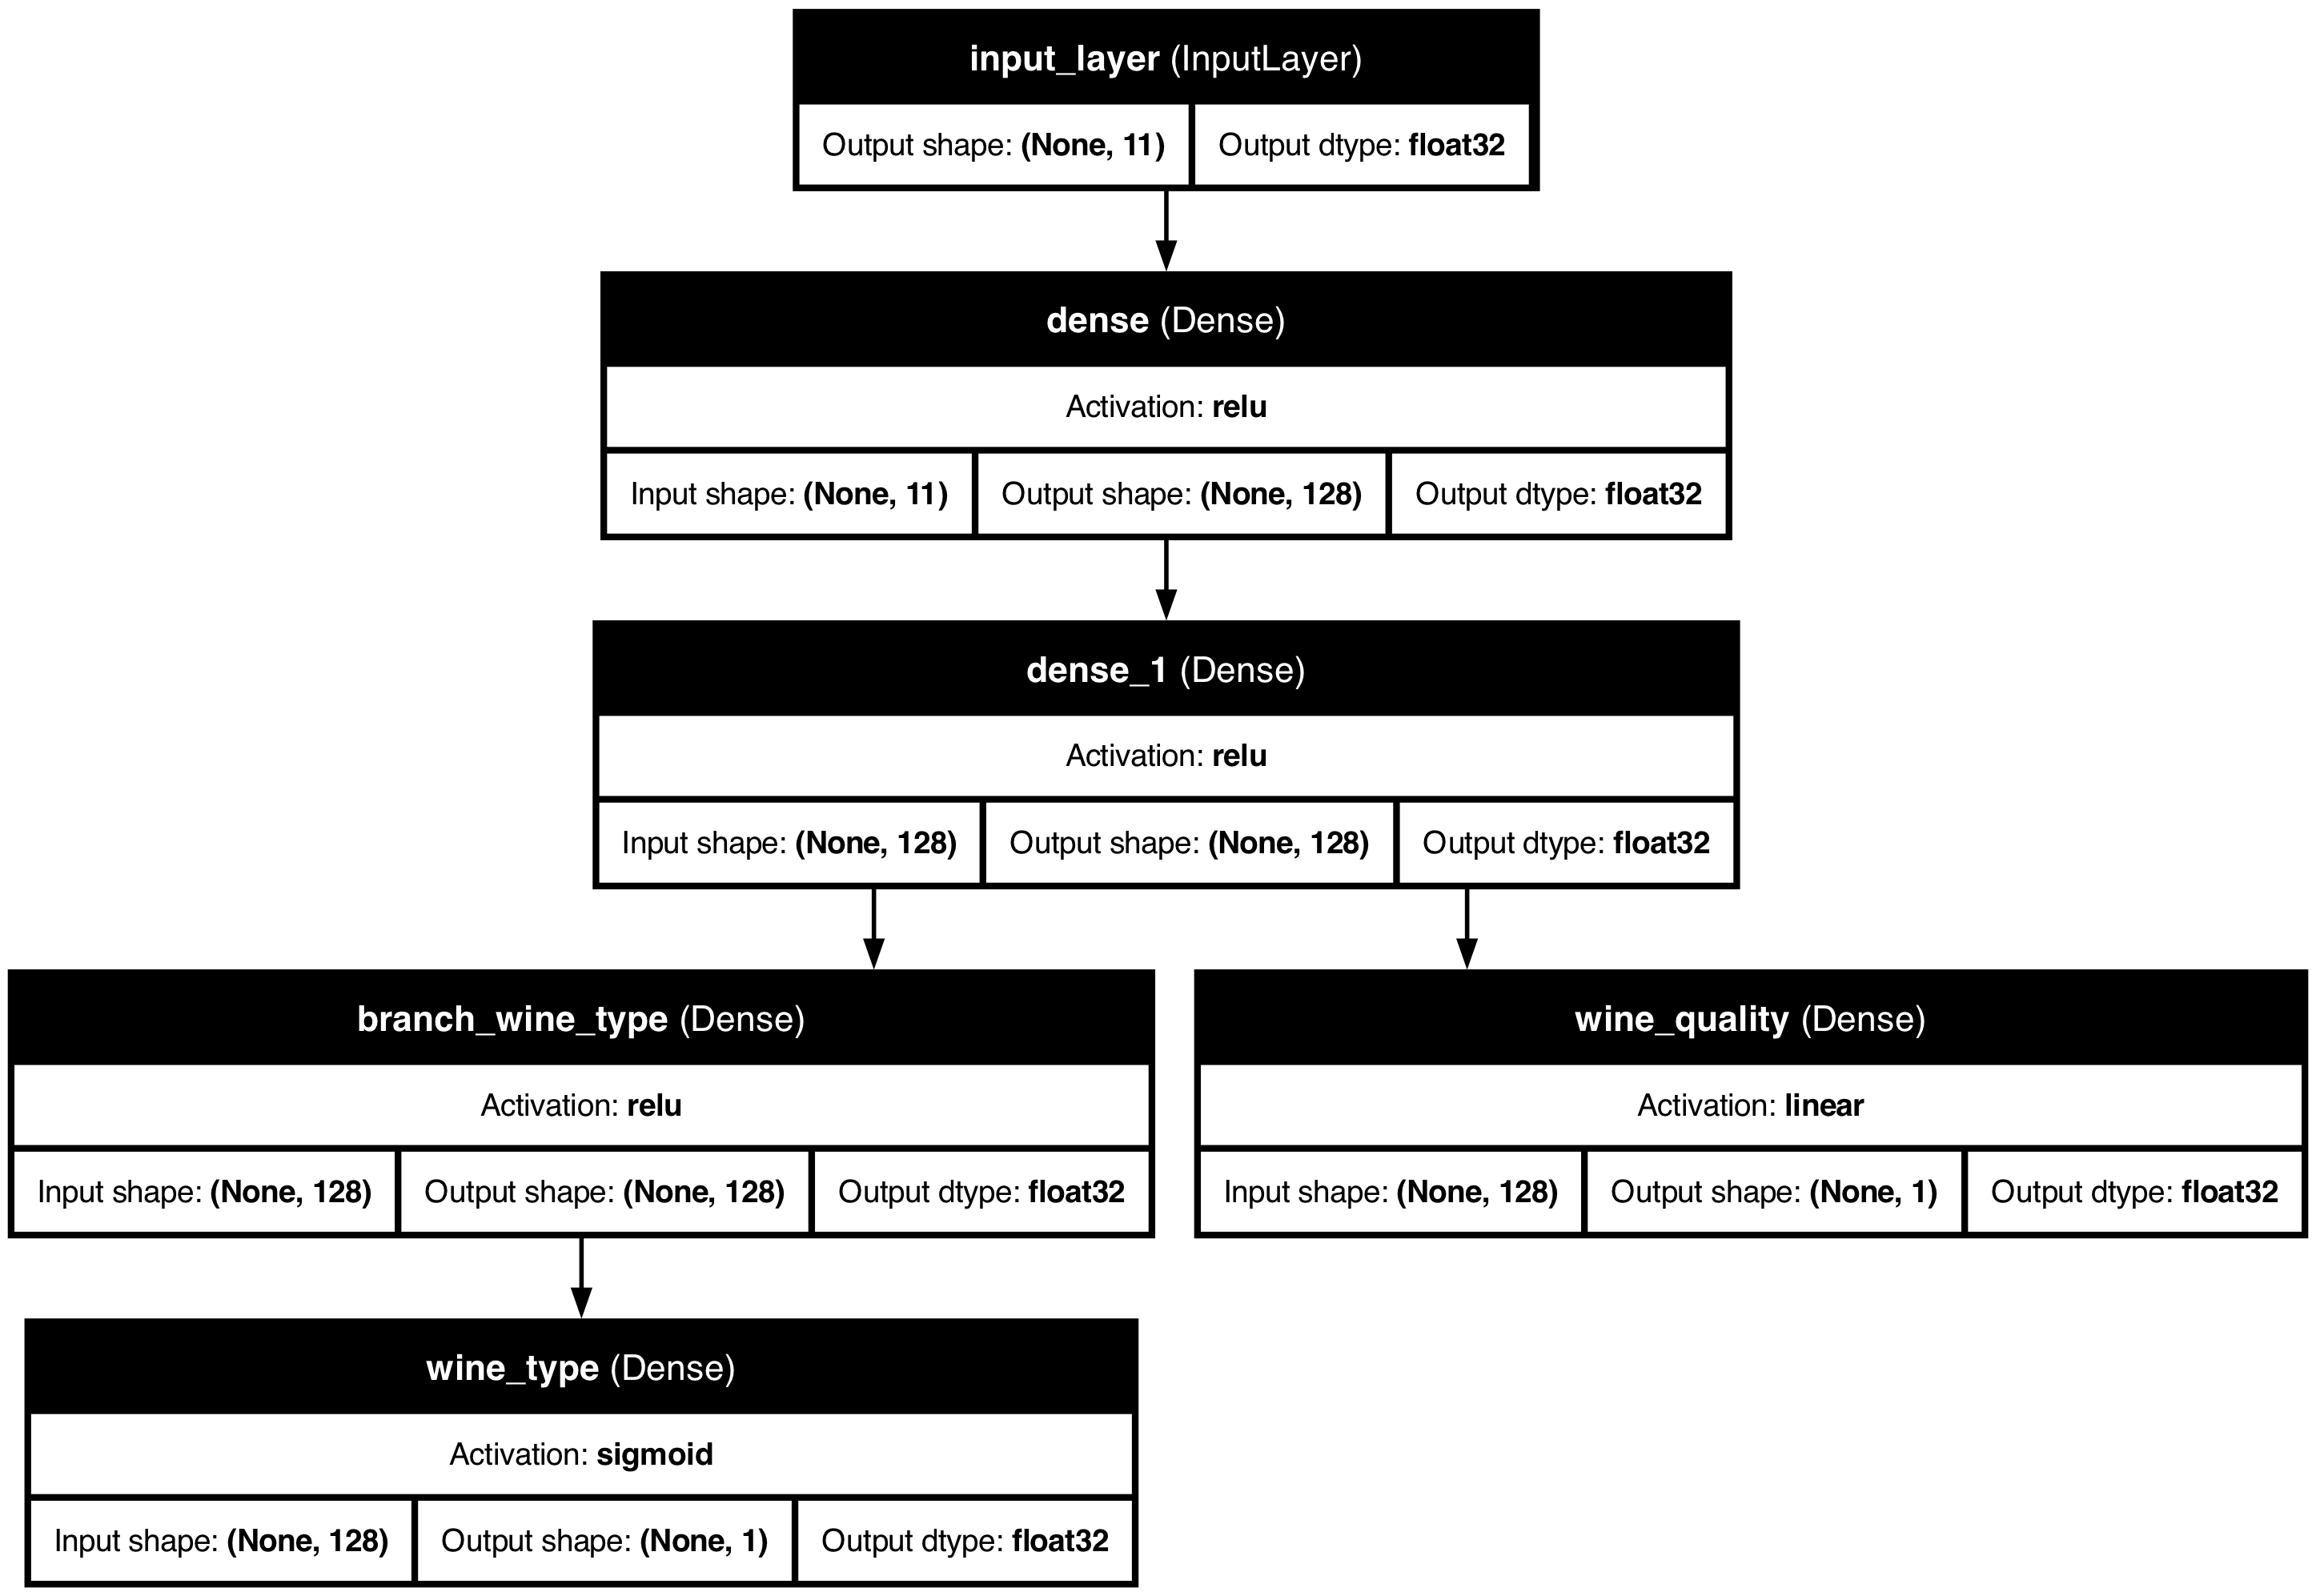 input_layer (InputLayer)
Output shape: (None, 11) Output dtype: float32
dense (Dense)
Activation: relu
Input shape: (None, 11) Output shape: (None, 128) Output dtype: float32
dense_1 (Dense)
Activation: relu
Input shape: (None, 128) Output shape: (None, 128) Output dtype: float32
branch_wine_type (Dense)
Activation: relu
Input shape: (None, 128) Output shape: (None, 128) Output dtype: float32
wine_quality (Dense)
Activation: linear
Input shape: (None, 128) Output shape: (None, 1) Output dtype: float32
wine_type (Dense)
Activation: sigmoid
Input shape: (None, 128) Output shape: (None, 1) Output dtype: float32